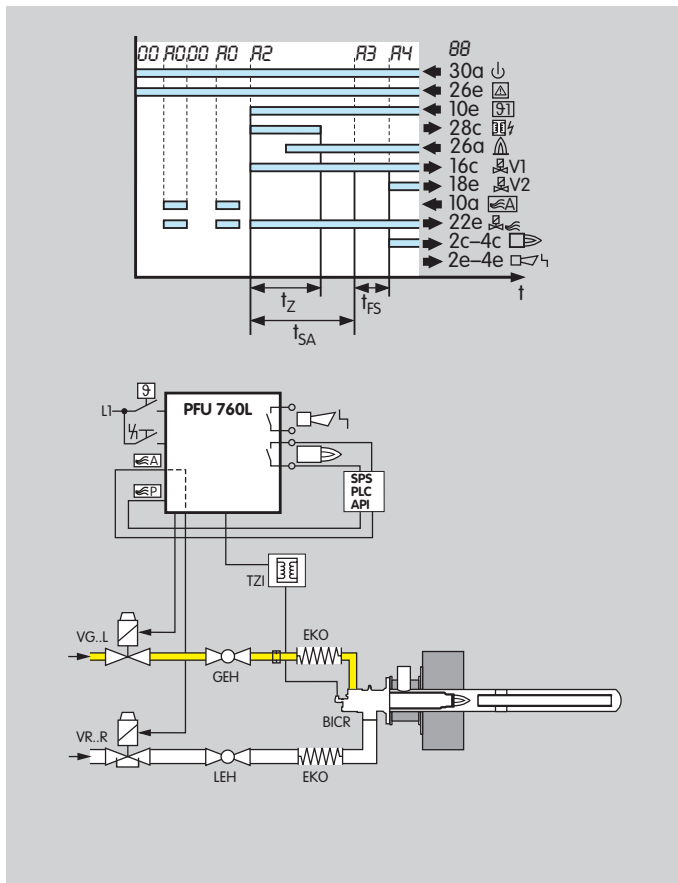 00 A0 00 A0 A2 A3 A4 88
30a
26e
10e ϑ1
28c
26a
16c V1
18e V2
10a A
22e
2c–4c
2e–4e
t
tZ tFS
tSA
ϑ
L1
PFU 760L
A
P
SPS
PLC
API
TZI
VG..L
EKO
GEH
BICR
VR..R
LEH EKO